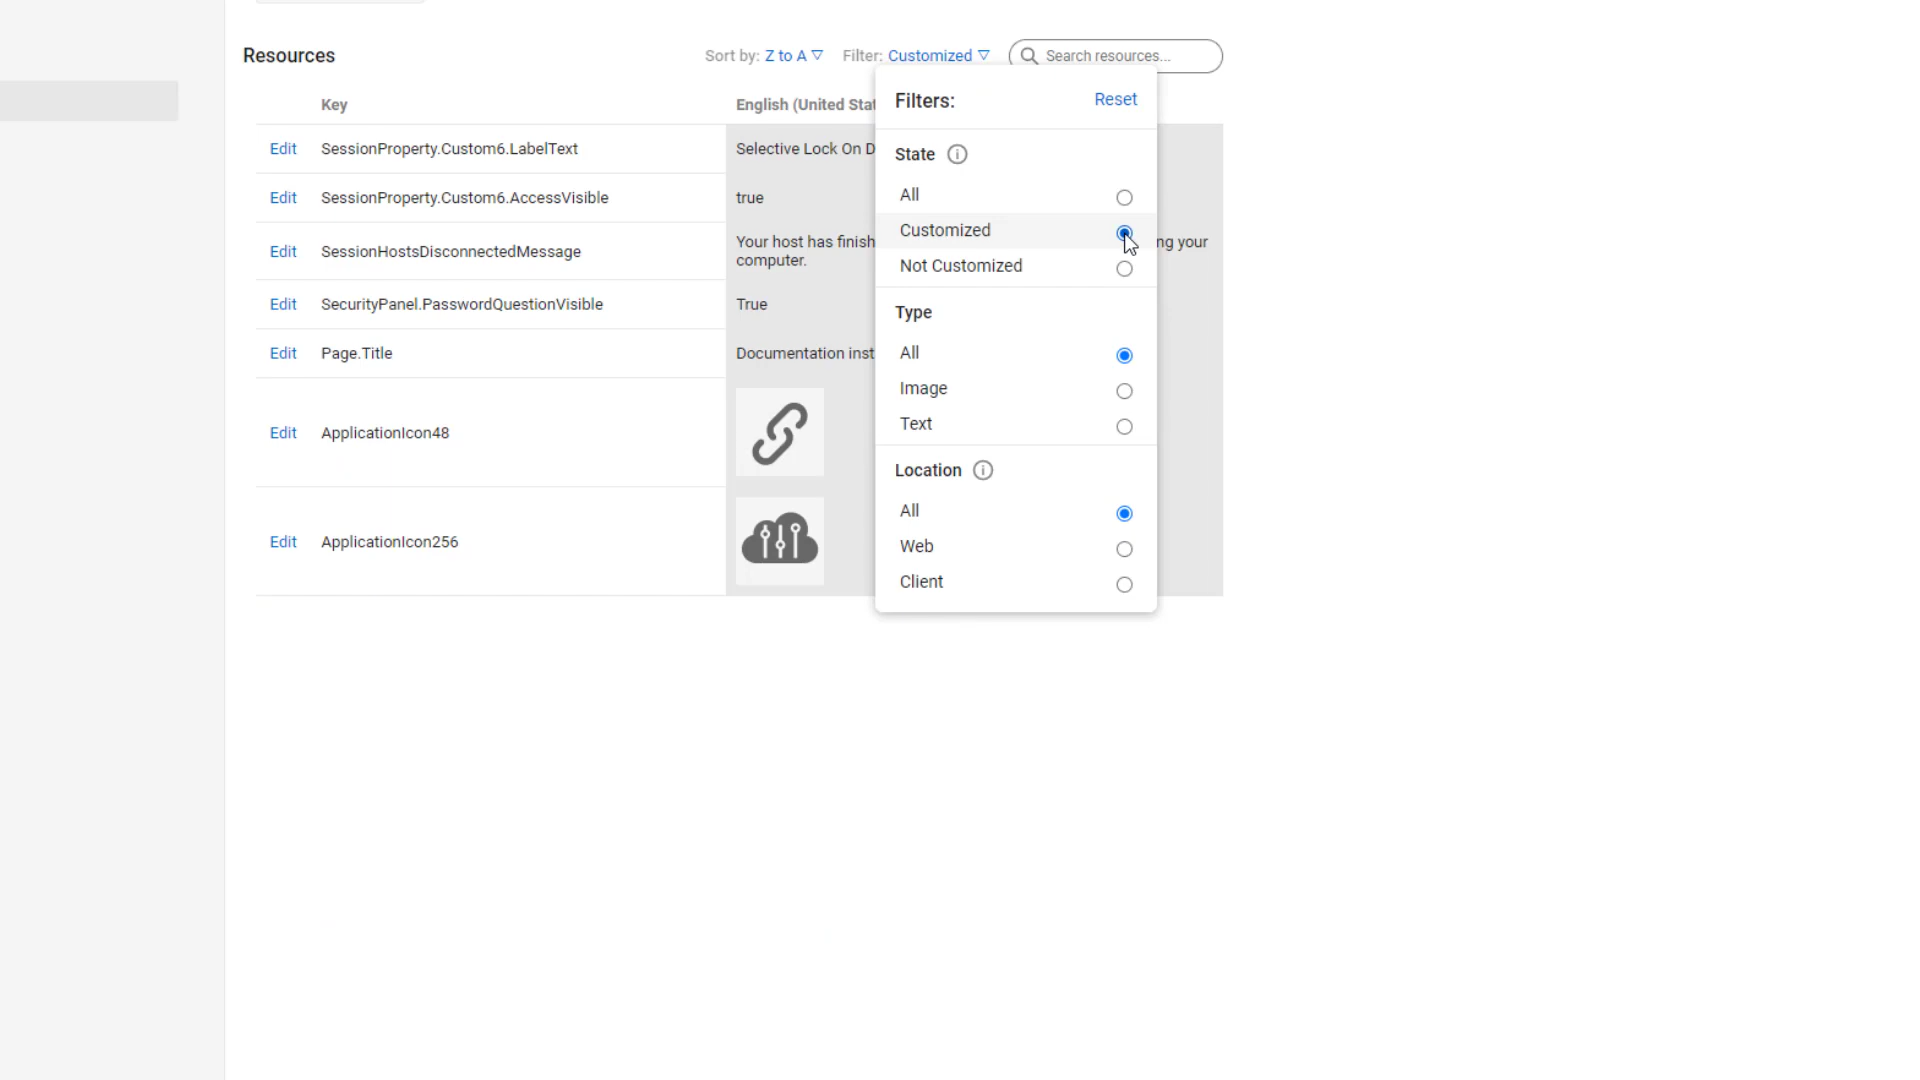 Resources
Sort by: Z to A Filter: Customized Search resources...
Key English (United Stat
Edit SessionProperty.Custom6.LabelText Selective Lock On D
Edit SessionProperty.Custom6.AccessVisible true
Edit SessionHostsDisconnectedMessage Your host has finish ng your
computer.
Edit SecurityPanel.PasswordQuestionVisible True
Edit Page.Title Documentation inst
Edit ApplicationIcon48
Edit ApplicationIcon256
Filters: Reset
State
All
Customized
Not Customized
Type
All
Image
Text
Location
All
Web
Client